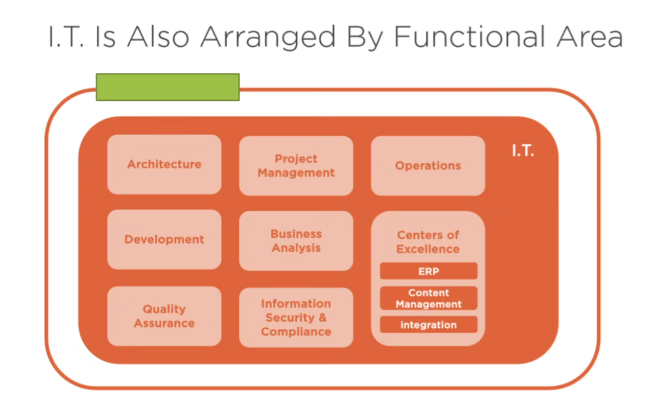 I.T. Is Also Arranged By Functional Area
I.T.
Architecture
Project
Management
Operations
Development
Business
Analysis
Centers of
Excellence
ERP
Content
Management
Integration
Quality
Assurance
Information
Security &
Compliance